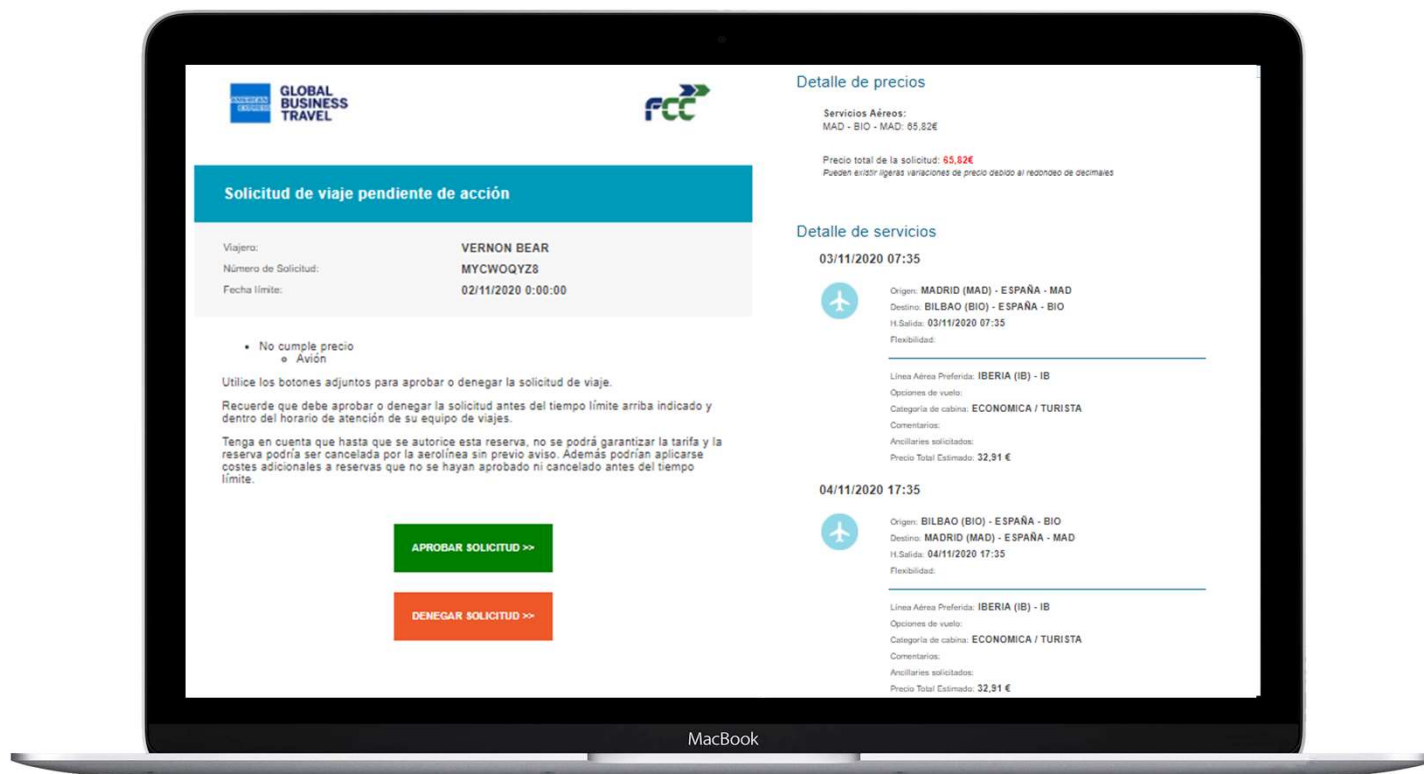 AMERICAN
EXPRESS
GLOBAL
BUSINESS
TRAVEL
FCC
Solicitud de viaje pendiente de acción
Viajero: VERNON BEAR
Número de Solicitud: MYCWOQYZ8
Fecha límite: 02/11/2020 0:00:00
• No cumple precio
o Avión
Utilice los botones adjuntos para aprobar o denegar la solicitud de viaje.
Recuerde que debe aprobar o denegar la solicitud antes del tiempo límite arriba indicado y
dentro del horario de atención de su equipo de viajes.
Tenga en cuenta que hasta que se autorice esta reserva, no se podrá garantizar la tarifa y la
reserva podría ser cancelada por la aerolínea sin previo aviso. Además podrían aplicarse
costes adicionales a reservas que no se hayan aprobado ni cancelado antes del tiempo
límite.
APROBAR SOLICITUD >>
DENEGAR SOLICITUD >>
Detalle de precios
Servicios Aéreos:
MAD - BIO - MAD: 65,82€
Precio total de la solicitud: 65,82€
Pueden existir ligeras variaciones de precio debido al redondeo de decimales
Detalle de servicios
03/11/2020 07:35
Origen: MADRID (MAD) - ESPAÑA - MAD
Destino: BILBAO (BIO) - ESPAÑA - BIO
H.Salida: 03/11/2020 07:35
Flexibilidad:
Línea Aérea Preferida: IBERIA (IB) - IB
Opciones de vuelo:
Categoría de cabina: ECONOMICA / TURISTA
Comentarios:
Ancillaries solicitados:
Precio Total Estimado: 32,91 €
04/11/2020 17:35
Origen: BILBAO (BIO) - ESPAÑA - BIO
Destino: MADRID (MAD) - ESPAÑA - MAD
H.Salida: 04/11/2020 17:35
Flexibilidad:
Línea Aérea Preferida: IBERIA (IB) - IB
Opciones de vuelo:
Categoría de cabina: ECONOMICA / TURISTA
Comentarios:
Ancillaries solicitados:
Precio Total Estimado: 32,91 €
MacBook